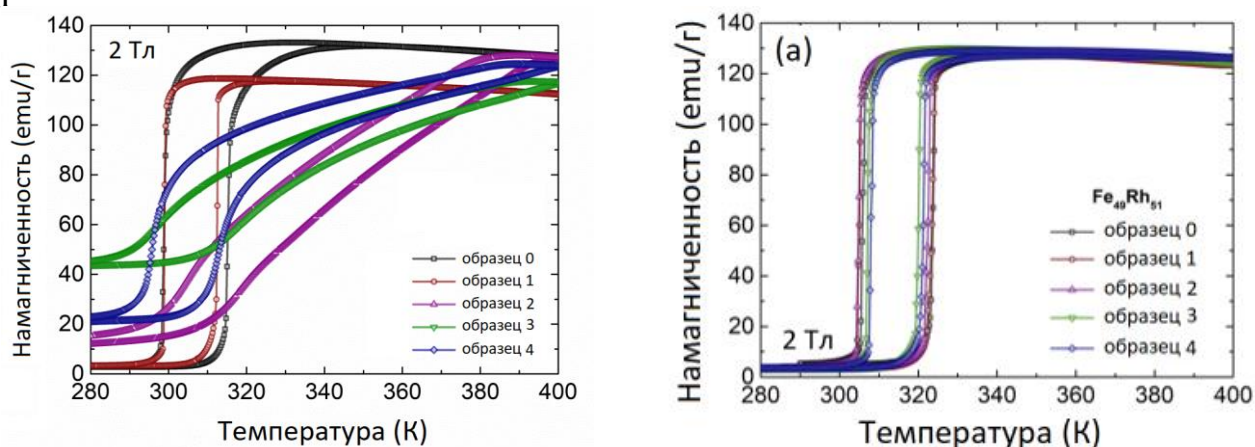 2 Тл
Намагниченность (emu/г)
140
120
100
80
60
40
20
0
образец 0
образец 1
образец 2
образец 3
образец 4
280 300 320 340 360 380 400
Температура (К)
(a)
Намагниченность (emu/г)
140
120
100
80
60
40
20
0
Fe49Rh51
образец 0
образец 1
образец 2
образец 3
образец 4
2 Тл
280 300 320 340 360 380 400
Температура (К)